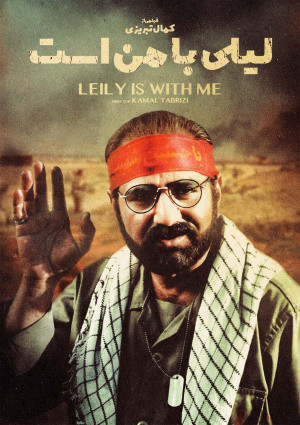 فیلمی از
کمال تبریزی
لیلی با من است
LEILY IS WITH ME
DIRECTOR KAMAL TABRIZI